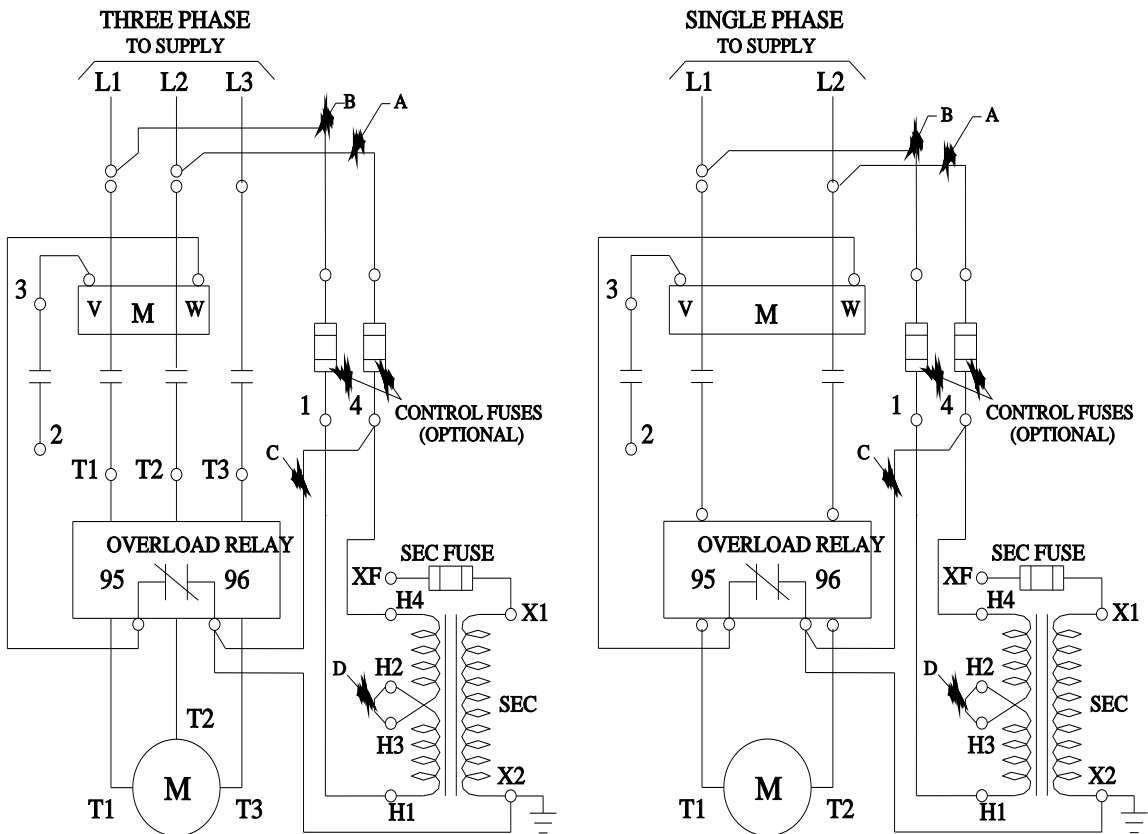 THREE PHASE
TO SUPPLY
L1 L2 L3
B A
3
V M W
2
1 4
CONTROL FUSES
(OPTIONAL)
C
T1 T2 T3
OVERLOAD RELAY
95 96
SEC FUSE
XF
H4 X1
D H2
SEC
H3
T2
X2
T1 M T3
H1
SINGLE PHASE
TO SUPPLY
L1 L2
B A
3
V M W
2
1 4
CONTROL FUSES
(OPTIONAL)
C
OVERLOAD RELAY
95 96
SEC FUSE
XF
H4 X1
D H2
SEC
H3
X2
T1 M T2
H1